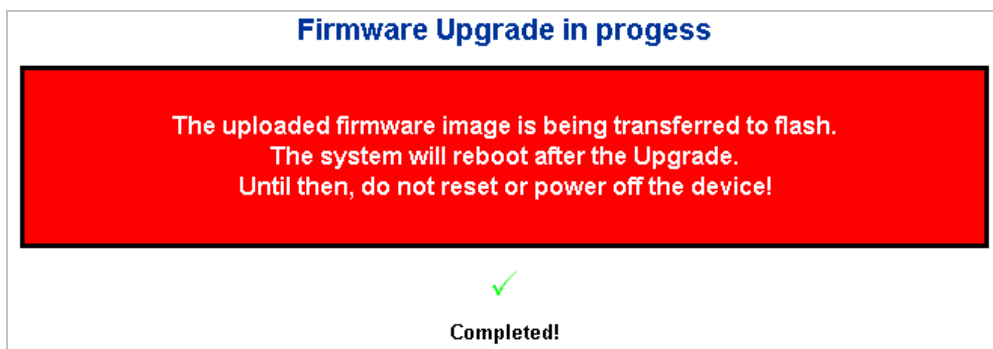 Firmware Upgrade in progess
The uploaded firmware image is being transferred to flash.
The system will reboot after the Upgrade.
Until then, do not reset or power off the device!
Completed!